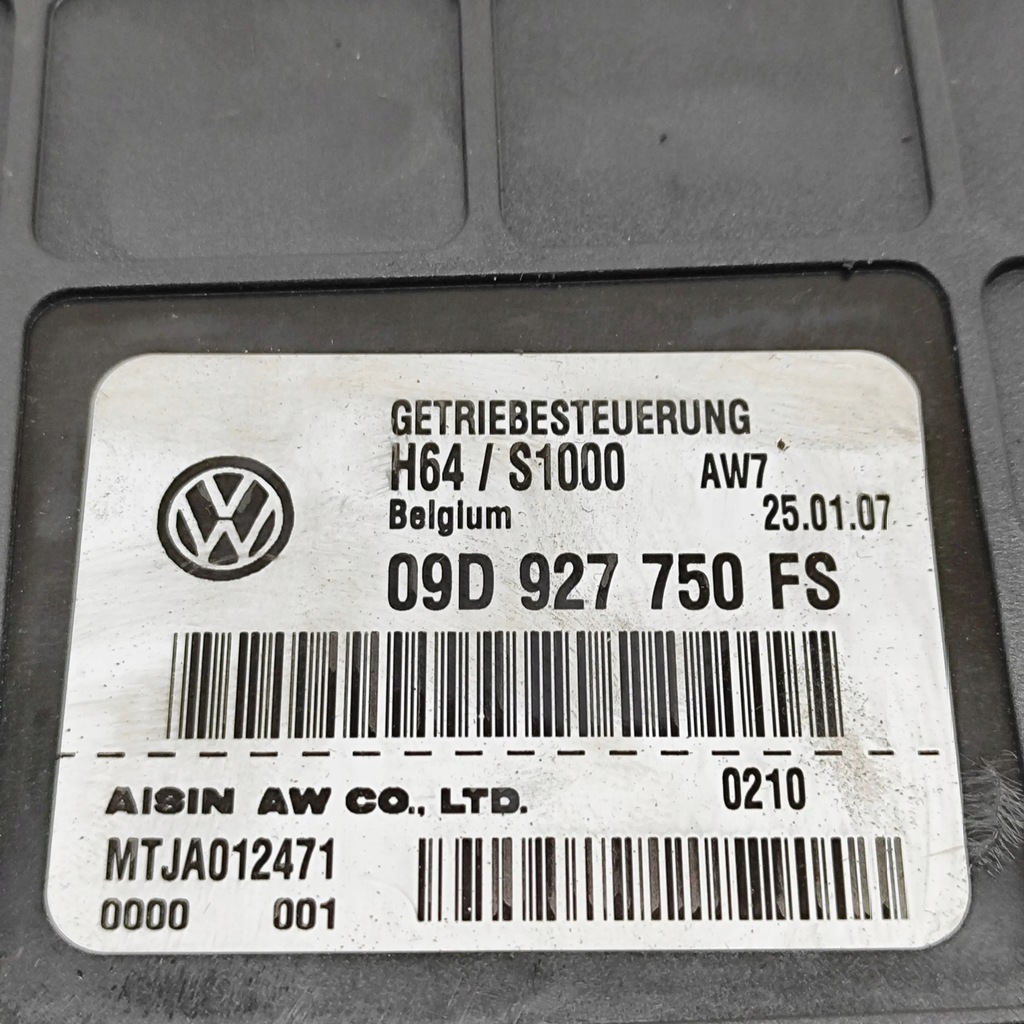 GETRIEBESTEUERUNG
H64 / S1000 AW7
Belgium 25.01.07
09D 927 750 FS
AISIN AW CO., LTD. 0210
MTJA012471
0000 001